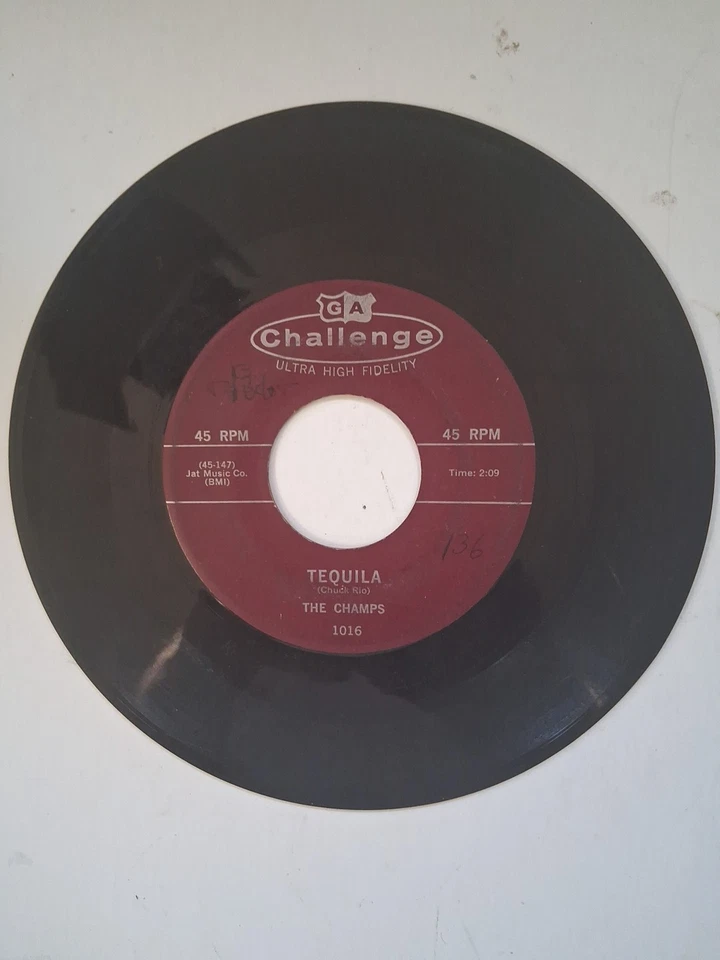 GA
Challenge
ULTRA HIGH FIDELITY
45 RPM
45 RPM
(45-147)
Jat Music Co.
(BMI)
Time: 2:09
736
TEQUILA
(Chuck Rio)
THE CHAMPS
1016